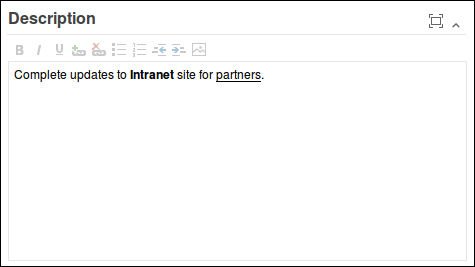 Description
B I U
Complete updates to Intranet site for partners.